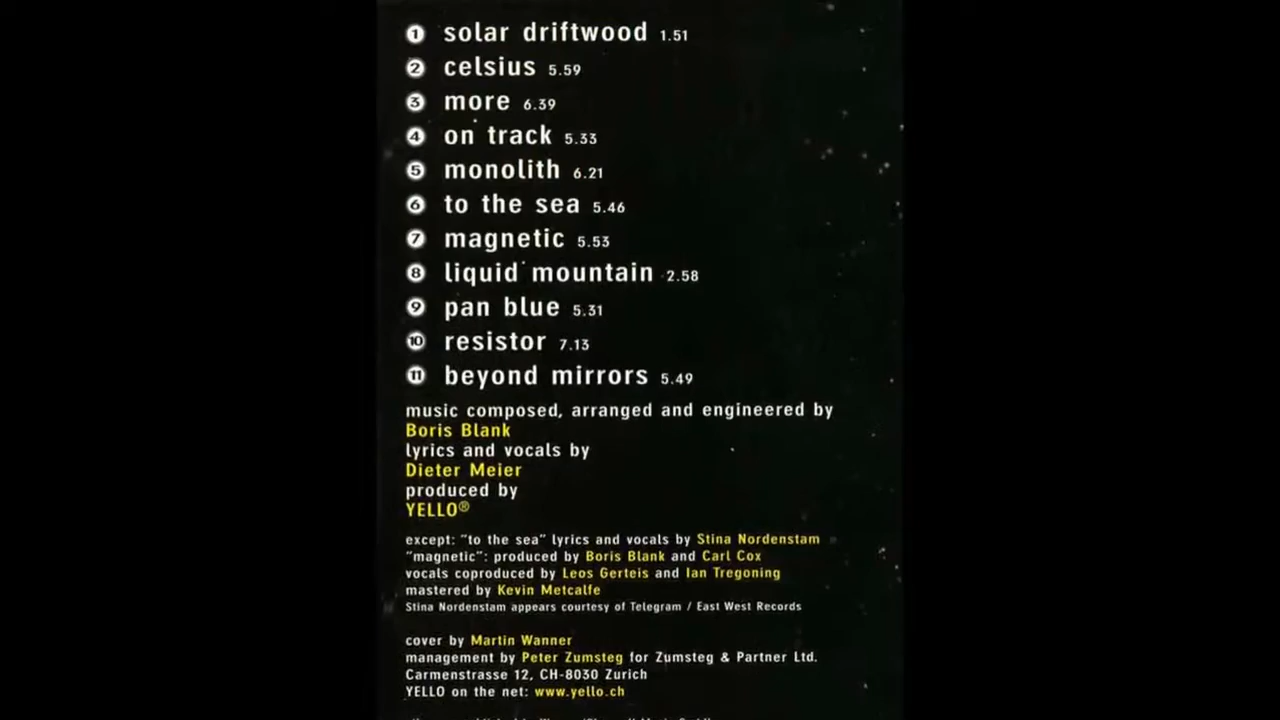 1 solar driftwood 1.51
2 celsius 5.59
3 more 6.39
4 on track 5.33
5 monolith 6.21
6 to the sea 5.46
7 magnetic 5.53
8 liquid mountain 2.58
9 pan blue 5.31
10 resistor 7.13
11 beyond mirrors 5.49
music composed, arranged and engineered by
Boris Blank
lyrics and vocals by
Dieter Meier
produced by
YELLO®
except: "to the sea" lyrics and vocals by Stina Nordenstam
"magnetic": produced by Boris Blank and Carl Cox
vocals coproduced by Leos Gerteis and Ian Tregoning
mastered by Kevin Metcalfe
Stina Nordenstam appears courtesy of Telegram / East West Records
cover by Martin Wanner
management by Peter Zumsteg for Zumsteg & Partner Ltd.
Carmenstrasse 12, CH-8030 Zurich
YELLO on the net: www.yello.ch